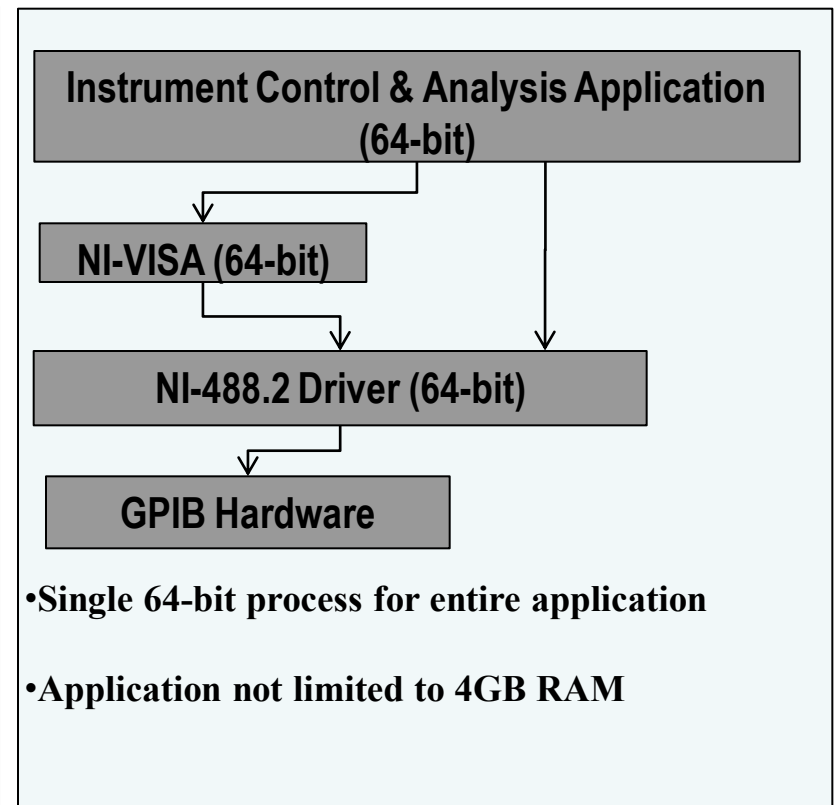 Instrument Control & Analysis Application
(64-bit)
NI-VISA (64-bit)
NI-488.2 Driver (64-bit)
GPIB Hardware
•Single 64-bit process for entire application
•Application not limited to 4GB RAM